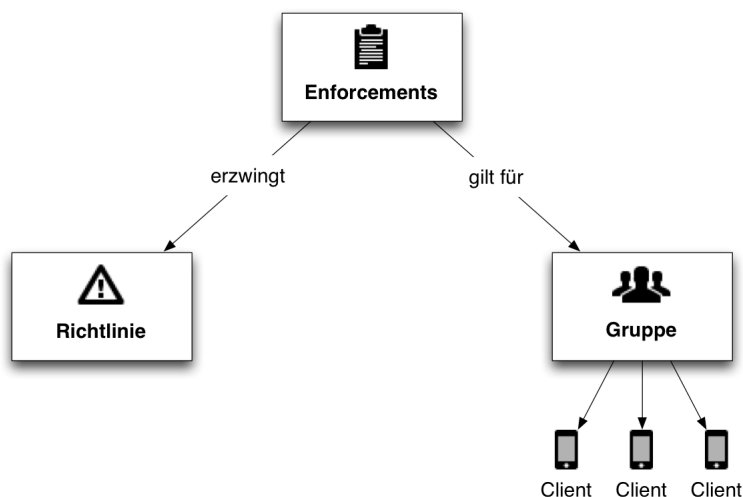 Enforcements
erzwingt
gilt für
Richtlinie
Gruppe
Client
Client
Client